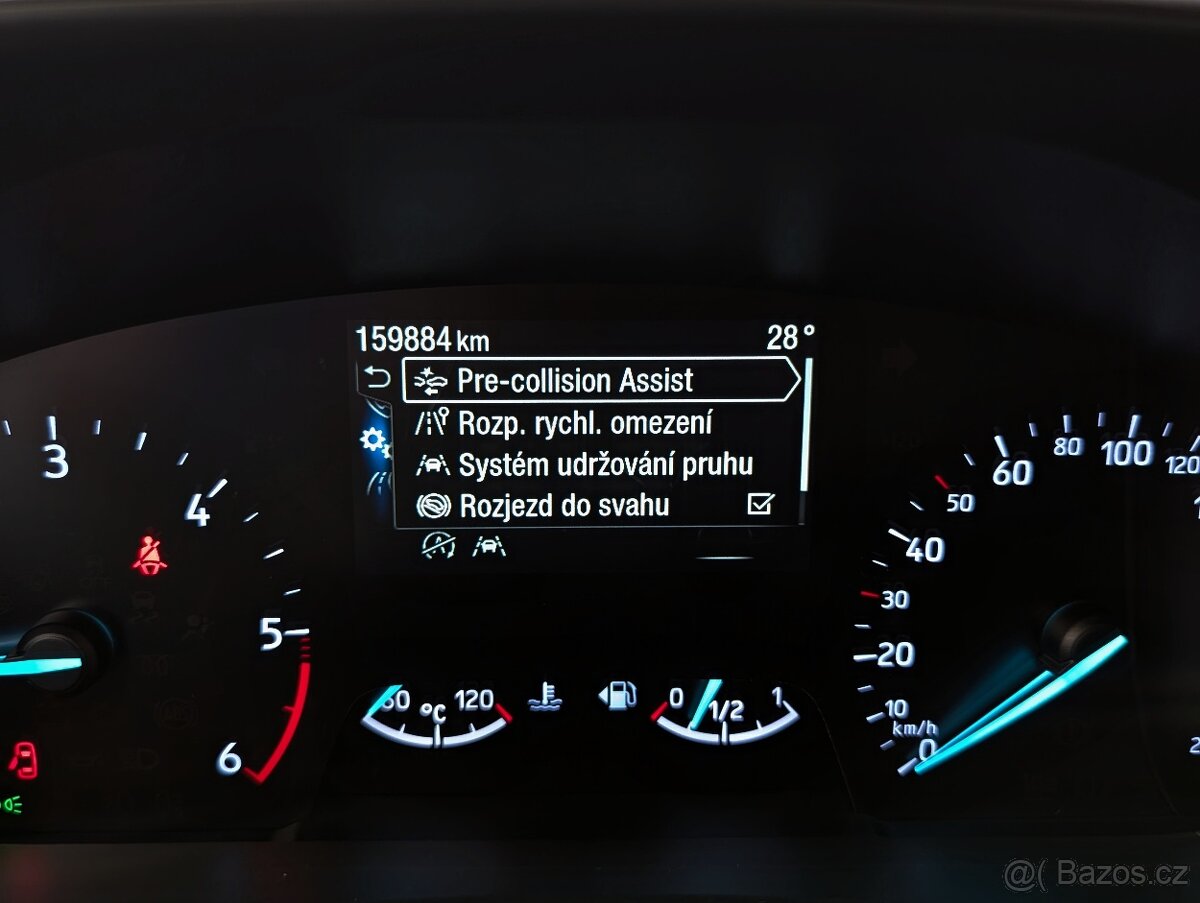 159884 km 28°
Pre-collision Assist
Rozp. rychl. omezení
Systém udržování pruhu
Rozjezd do svahu
3
4
5
6
°C 120
0 1/2 1
0
10
20
30
40
50
60
80
100
120
km/h
@( Bazos.cz